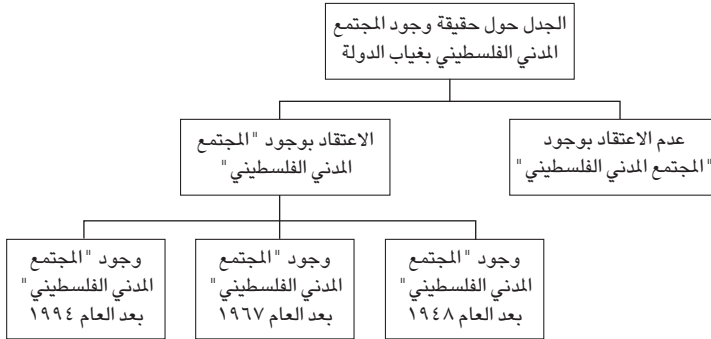 الجدل حول حقيقة وجود المجتمع
المدني الفلسطيني بغياب الدولة
عدم الاعتقاد بوجود
"المجتمع المدني الفلسطيني"
الاعتقاد بوجود "المجتمع
المدني الفلسطيني"
وجود "المجتمع
المدني الفلسطيني"
بعد العام ١٩٤٨
وجود "المجتمع
المدني الفلسطيني"
بعد العام ١٩٦٧
وجود "المجتمع
المدني الفلسطيني"
بعد العام ١٩٩٤